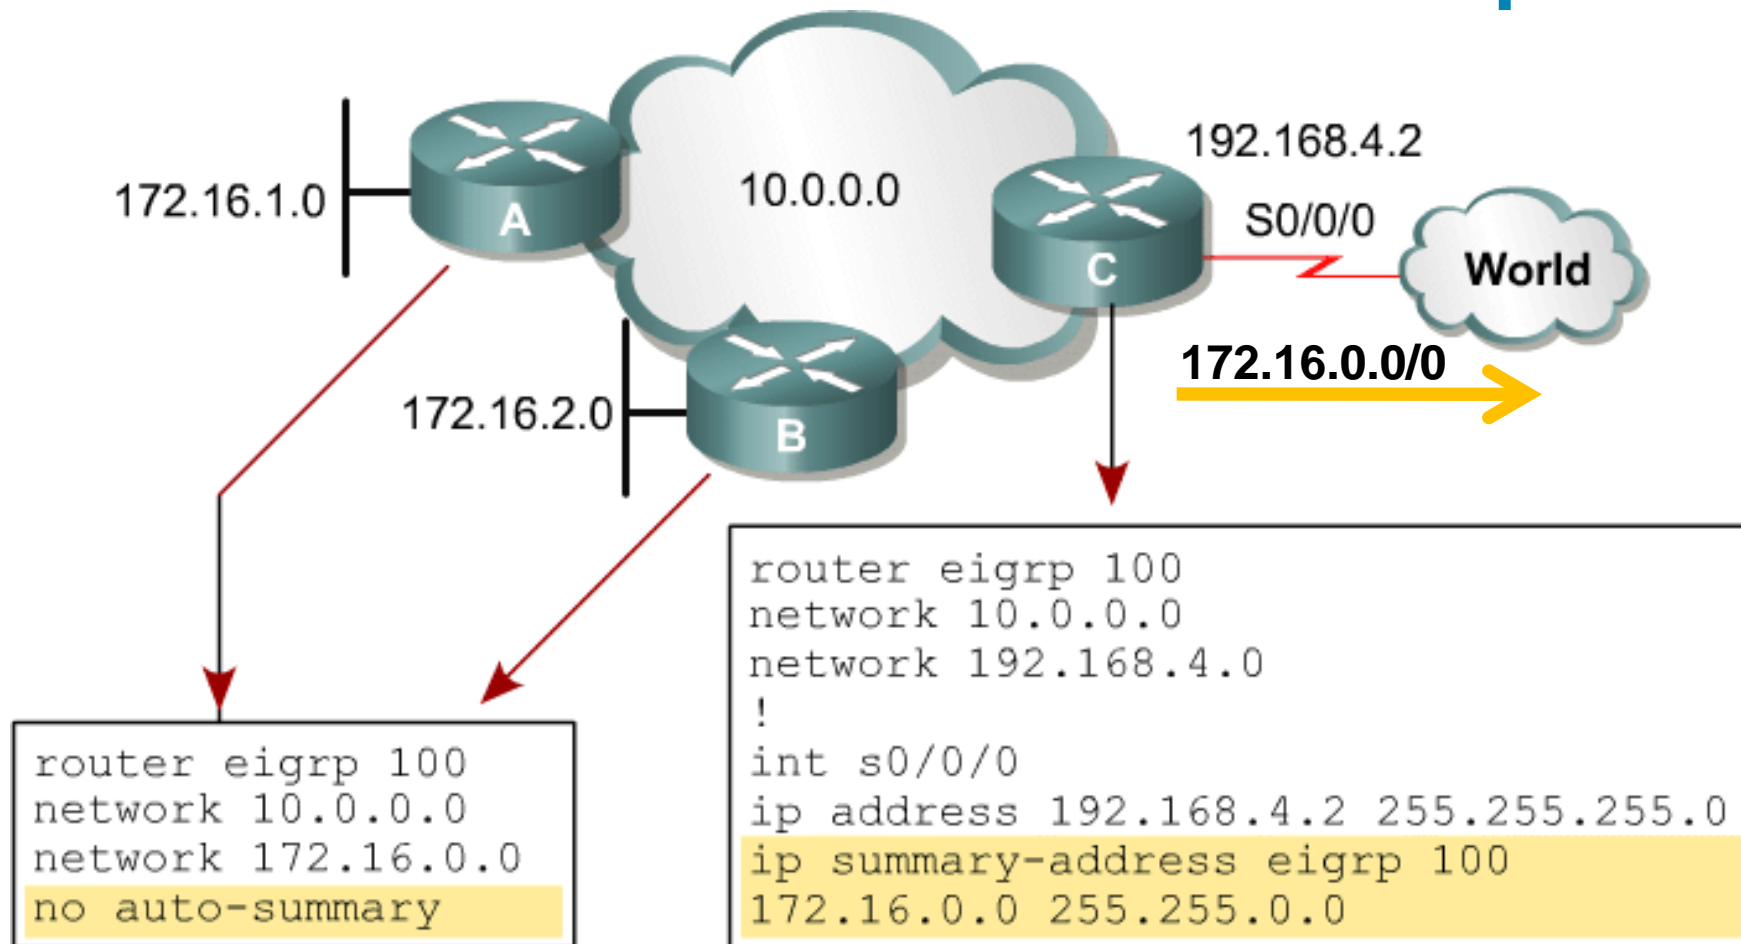 192.168.4.2
172.16.1.0
A
10.0.0.0
C
S0/0/0
World
172.16.0.0/0
172.16.2.0
B
router eigrp 100
network 10.0.0.0
network 192.168.4.0
!
int s0/0/0
ip address 192.168.4.2 255.255.255.0
ip summary-address eigrp 100
172.16.0.0 255.255.0.0
router eigrp 100
network 10.0.0.0
network 172.16.0.0
no auto-summary